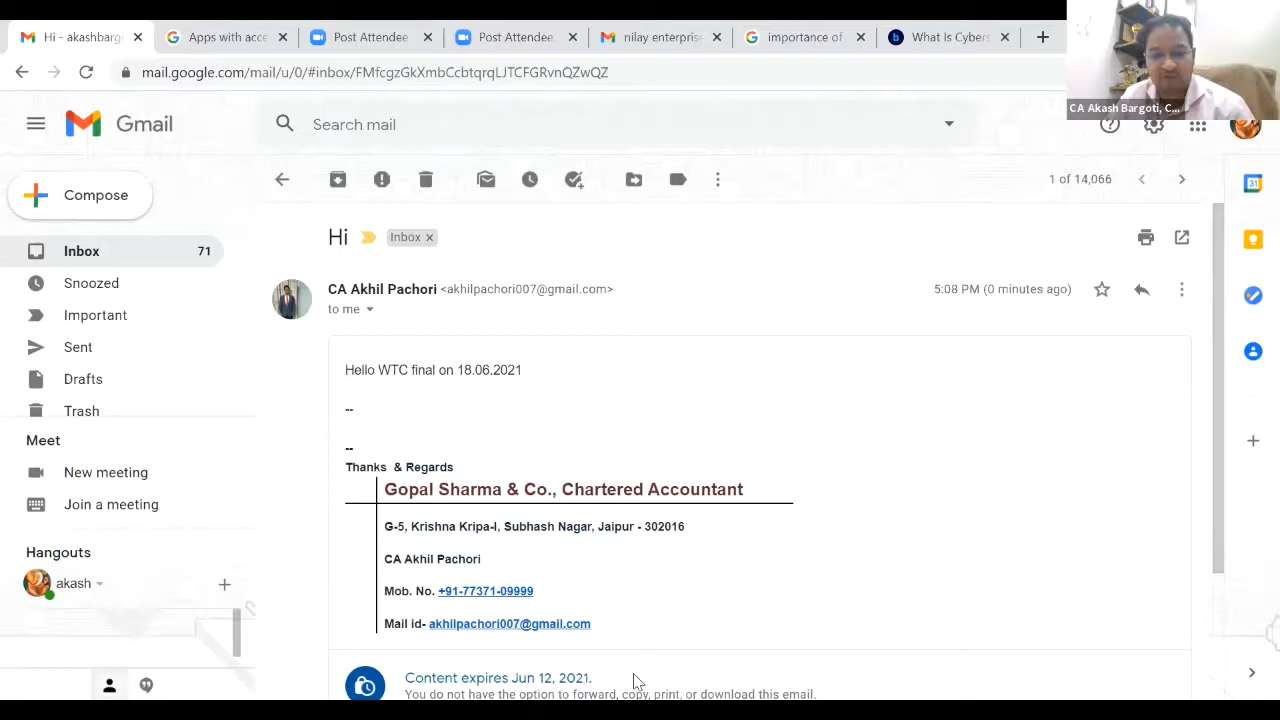 Hi - akashbarg
Apps with acce
Post Attendee
Post Attendee
nilay enterprise
importance of
What Is Cybers
mail.google.com/mail/u/0/#inbox/FMfcgzGkXmbCcbtqrqLJTCFGRvnQZwQZ
CA Akash Bargoti, C...
Gmail
Search mail
Compose
1 of 14,066
Inbox 71
Snoozed
Important
Sent
Drafts
Trash
Meet
New meeting
Join a meeting
Hangouts
akash
Hi
Inbox
CA Akhil Pachori <akhilpachori007@gmail.com>
5:08 PM (0 minutes ago)
to me
Hello WTC final on 18.06.2021
--
--
Thanks & Regards
Gopal Sharma & Co., Chartered Accountant
G-5, Krishna Kripa-I, Subhash Nagar, Jaipur - 302016
CA Akhil Pachori
Mob. No. +91-77371-09999
Mail id- akhilpachori007@gmail.com
Content expires Jun 12, 2021.
You do not have the option to forward, copy, print, or download this email.
31